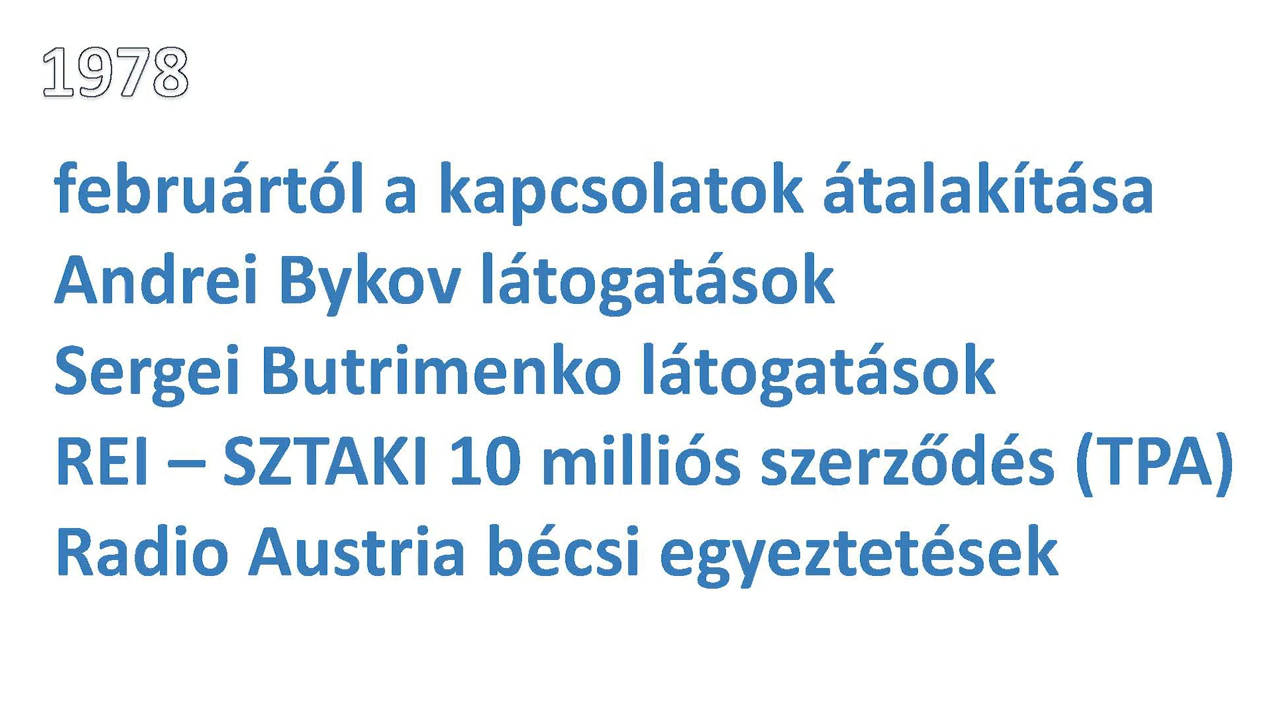 1978
februártól a kapcsolatok átalakítása
Andrei Bykov látogatások
Sergei Butrimenko látogatások
REI – SZTAKI 10 milliós szerződés (TPA)
Radio Austria bécsi egyeztetések